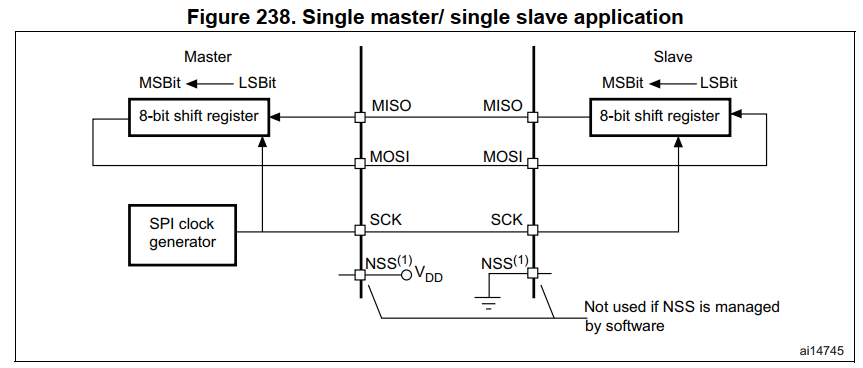 Figure 238. Single master/ single slave application
Master
Slave
MSBit
LSBit
MSBit
LSBit
8-bit shift register
MISO
MISO
8-bit shift register
MOSI
MOSI
SPI clock
generator
SCK
SCK
NSS(1)
VDD
NSS(1)
Not used if NSS is managed
by software
ai14745